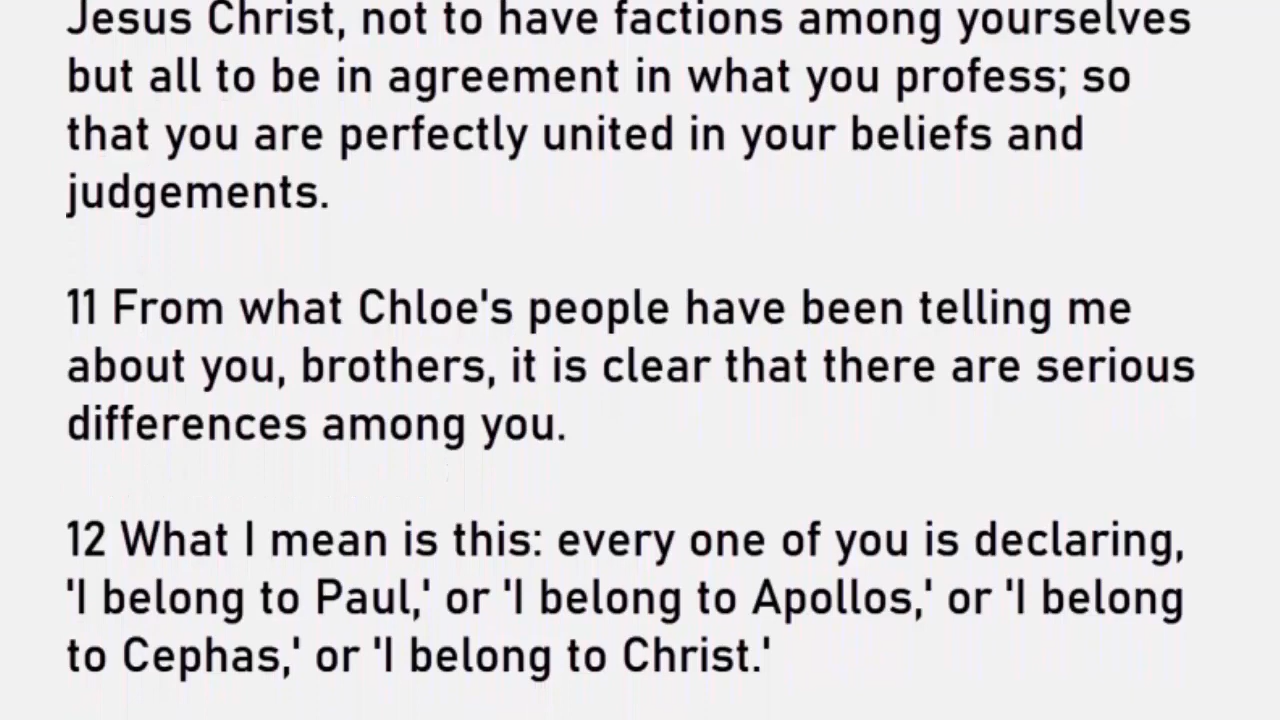 Jesus Christ, not to have factions among yourselves
but all to be in agreement in what you profess; so
that you are perfectly united in your beliefs and
judgements.
11 From what Chloe's people have been telling me
about you, brothers, it is clear that there are serious
differences among you.
12 What I mean is this: every one of you is declaring,
'I belong to Paul,' or 'I belong to Apollos,' or 'I belong
to Cephas,' or 'I belong to Christ.'